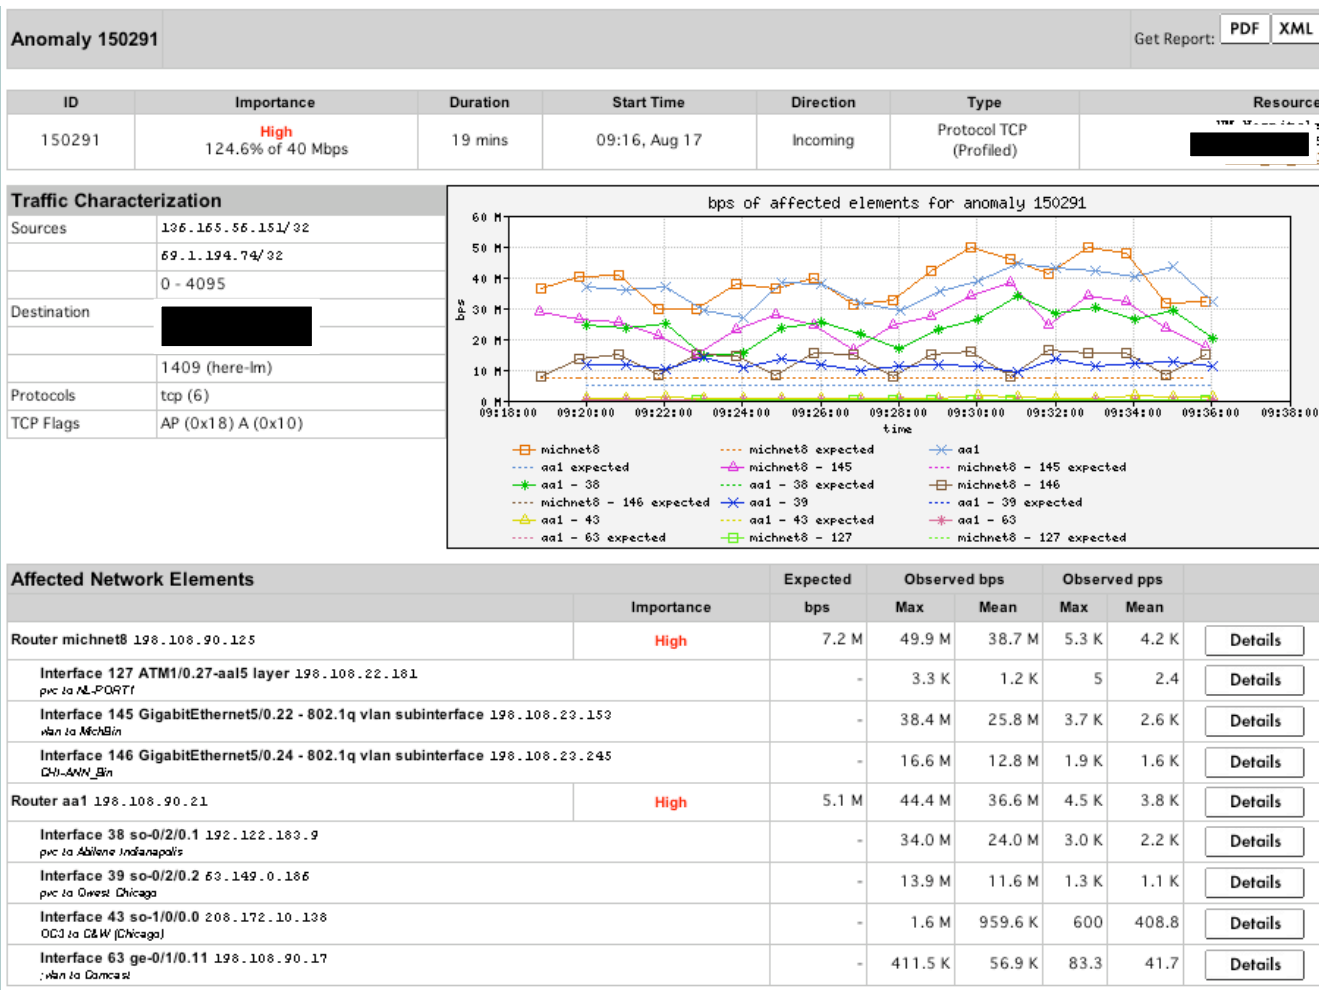 Anomaly 150291
Get Report: PDF XML
ID Importance Duration Start Time Direction Type Resource
150291 High 19 mins 09:16, Aug 17 Incoming Protocol TCP
124.6% of 40 Mbps (Profiled)
Traffic Characterization
Sources 136.165.56.151/32
69.1.194.74/32
0 - 4095
Destination
1409 (here-lm)
Protocols tcp (6)
TCP Flags AP (0x18) A (0x10)
bps of affected elements for anomaly 150291
60 M
50 M
40 M
30 M
20 M
10 M
0 M
bps
09:18:00 09:20:00 09:22:00 09:24:00 09:26:00 09:28:00 09:30:00 09:32:00 09:34:00 09:36:00 09:38:00
time
michnet8 michnet8 expected aa1
aa1 expected michnet8 - 145 michnet8 - 145 expected
aa1 - 38 aa1 - 38 expected michnet8 - 146
michnet8 - 146 expected aa1 - 39 aa1 - 39 expected
aa1 - 43 aa1 - 43 expected aa1 - 63
aa1 - 63 expected michnet8 - 127 michnet8 - 127 expected
Affected Network Elements Expected Observed bps Observed pps
Importance bps Max Mean Max Mean
Router michnet8 198.108.90.125 High 7.2 M 49.9 M 38.7 M 5.3 K 4.2 K Details
Interface 127 ATM1/0.27-aal5 layer 198.108.22.181 - 3.3 K 1.2 K 5 2.4 Details
pvc to NL-PORT1
Interface 145 GigabitEthernet5/0.22 - 802.1q vlan subinterface 198.108.23.153 - 38.4 M 25.8 M 3.7 K 2.6 K Details
vlan to MichBin
Interface 146 GigabitEthernet5/0.24 - 802.1q vlan subinterface 198.108.23.245 - 16.6 M 12.8 M 1.9 K 1.6 K Details
CHI-ANN_Bin
Router aa1 198.108.90.21 High 5.1 M 44.4 M 36.6 M 4.5 K 3.8 K Details
Interface 38 so-0/2/0.1 192.122.183.9 - 34.0 M 24.0 M 3.0 K 2.2 K Details
pvc to Abilene Indianapolis
Interface 39 so-0/2/0.2 63.149.0.186 - 13.9 M 11.6 M 1.3 K 1.1 K Details
pvc to Qwest Chicago
Interface 43 so-1/0/0.0 208.172.10.138 - 1.6 M 959.6 K 600 408.8 Details
OC3 to C&W (Chicago)
Interface 63 ge-0/1/0.11 198.108.90.17 - 411.5 K 56.9 K 83.3 41.7 Details
;vlan to Comcast